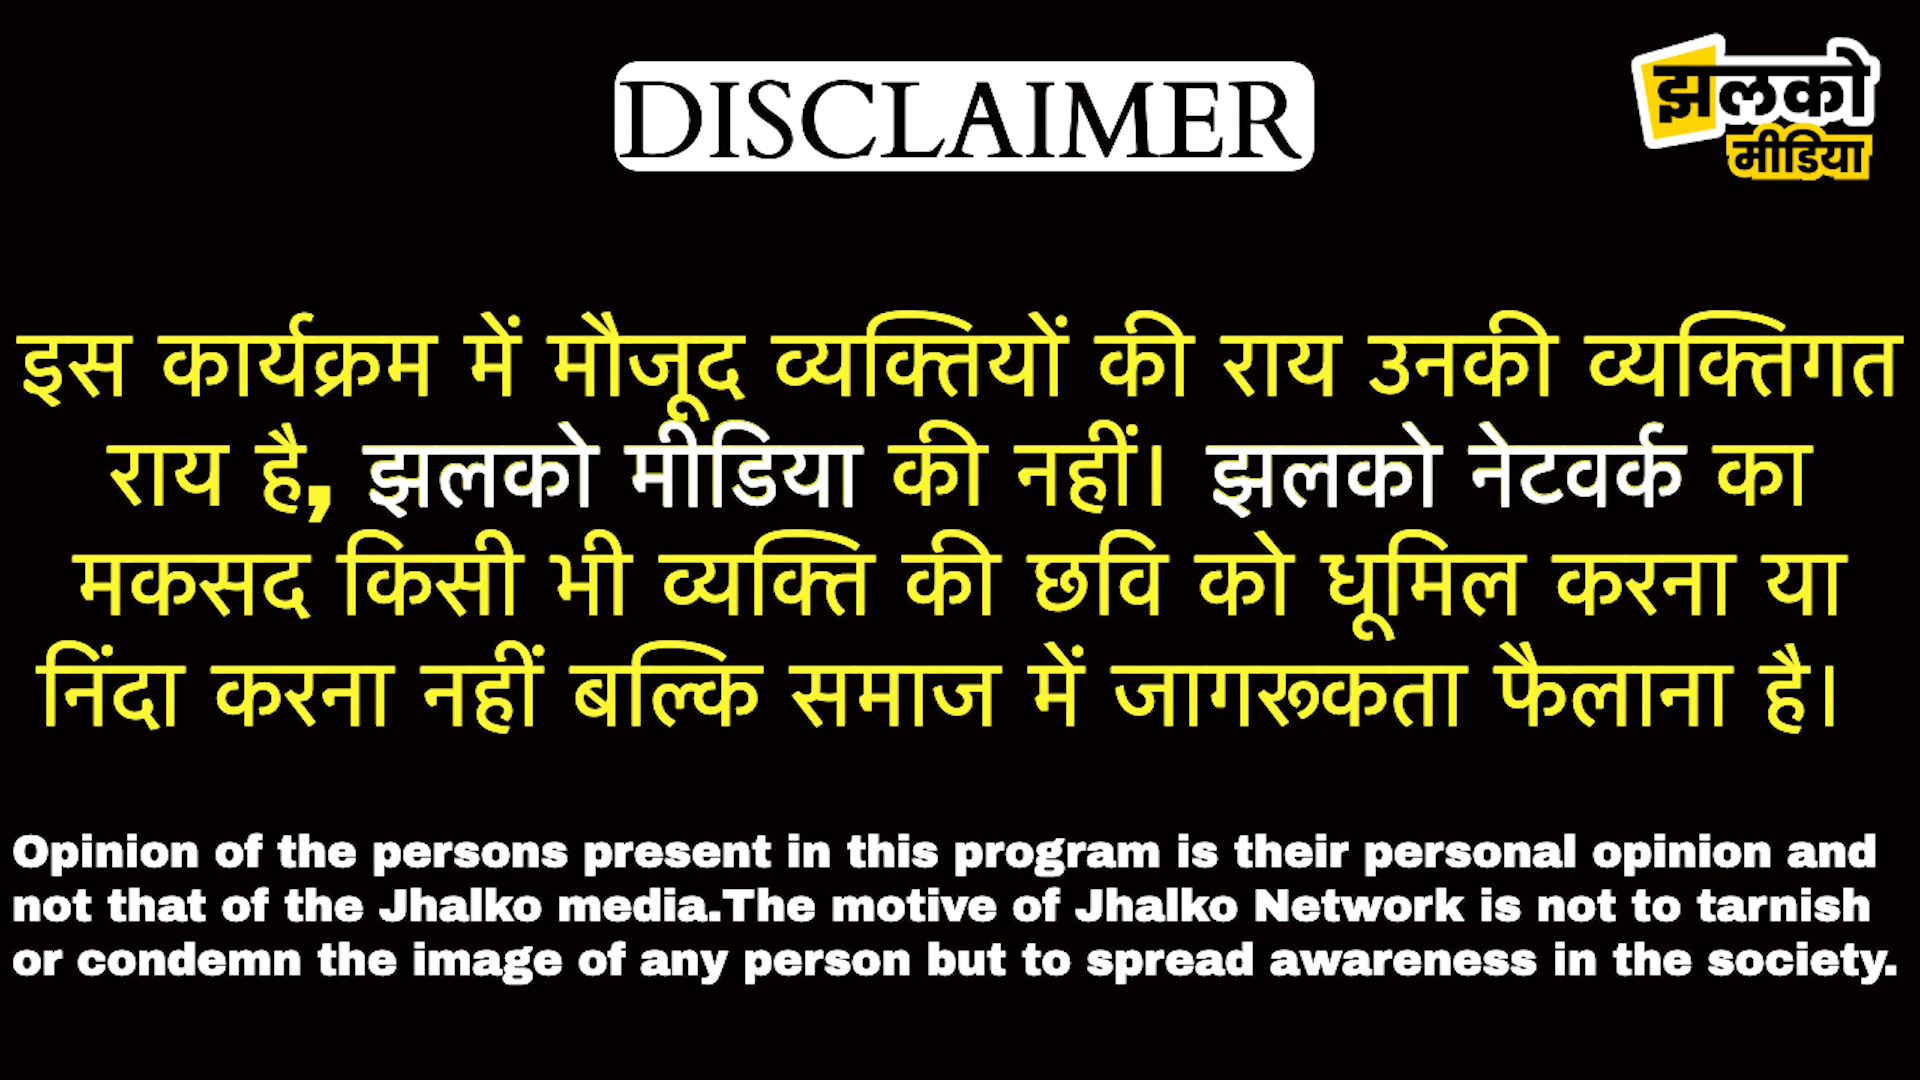 DISCLAIMER
झलको
मीडिया
इस कार्यक्रम में मौजूद व्यक्तियों की राय उनकी व्यक्तिगत
राय है, झलको मीडिया की नहीं। झलको नेटवर्क का
मकसद किसी भी व्यक्ति की छवि को धूमिल करना या
निंदा करना नहीं बल्कि समाज में जागरूकता फैलाना है।
Opinion of the persons present in this program is their personal opinion and
not that of the Jhalko media.The motive of Jhalko Network is not to tarnish
or condemn the image of any person but to spread awareness in the society.